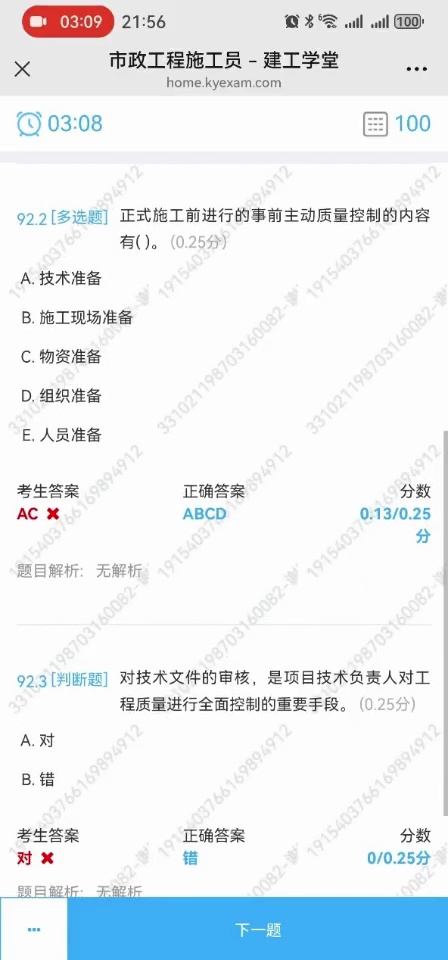 03:09 21:56 100
市政工程施工员 – 建工学堂
home.kyexam.com
03:08 100
92.2 [多选题] 正式施工前进行的事前主动质量控制的内容
有( )。(0.25分)
A. 技术准备
B. 施工现场准备
C. 物资准备
D. 组织准备
E. 人员准备
考生答案 正确答案 分数
AC ABCD 0.13/0.25
分
题目解析: 无解析
92.3 [判断题] 对技术文件的审核，是项目技术负责人对工
程质量进行全面控制的重要手段。(0.25分)
A. 对
B. 错
考生答案 正确答案 分数
对 错 0/0.25分
题目解析: 无解析
... 下一题